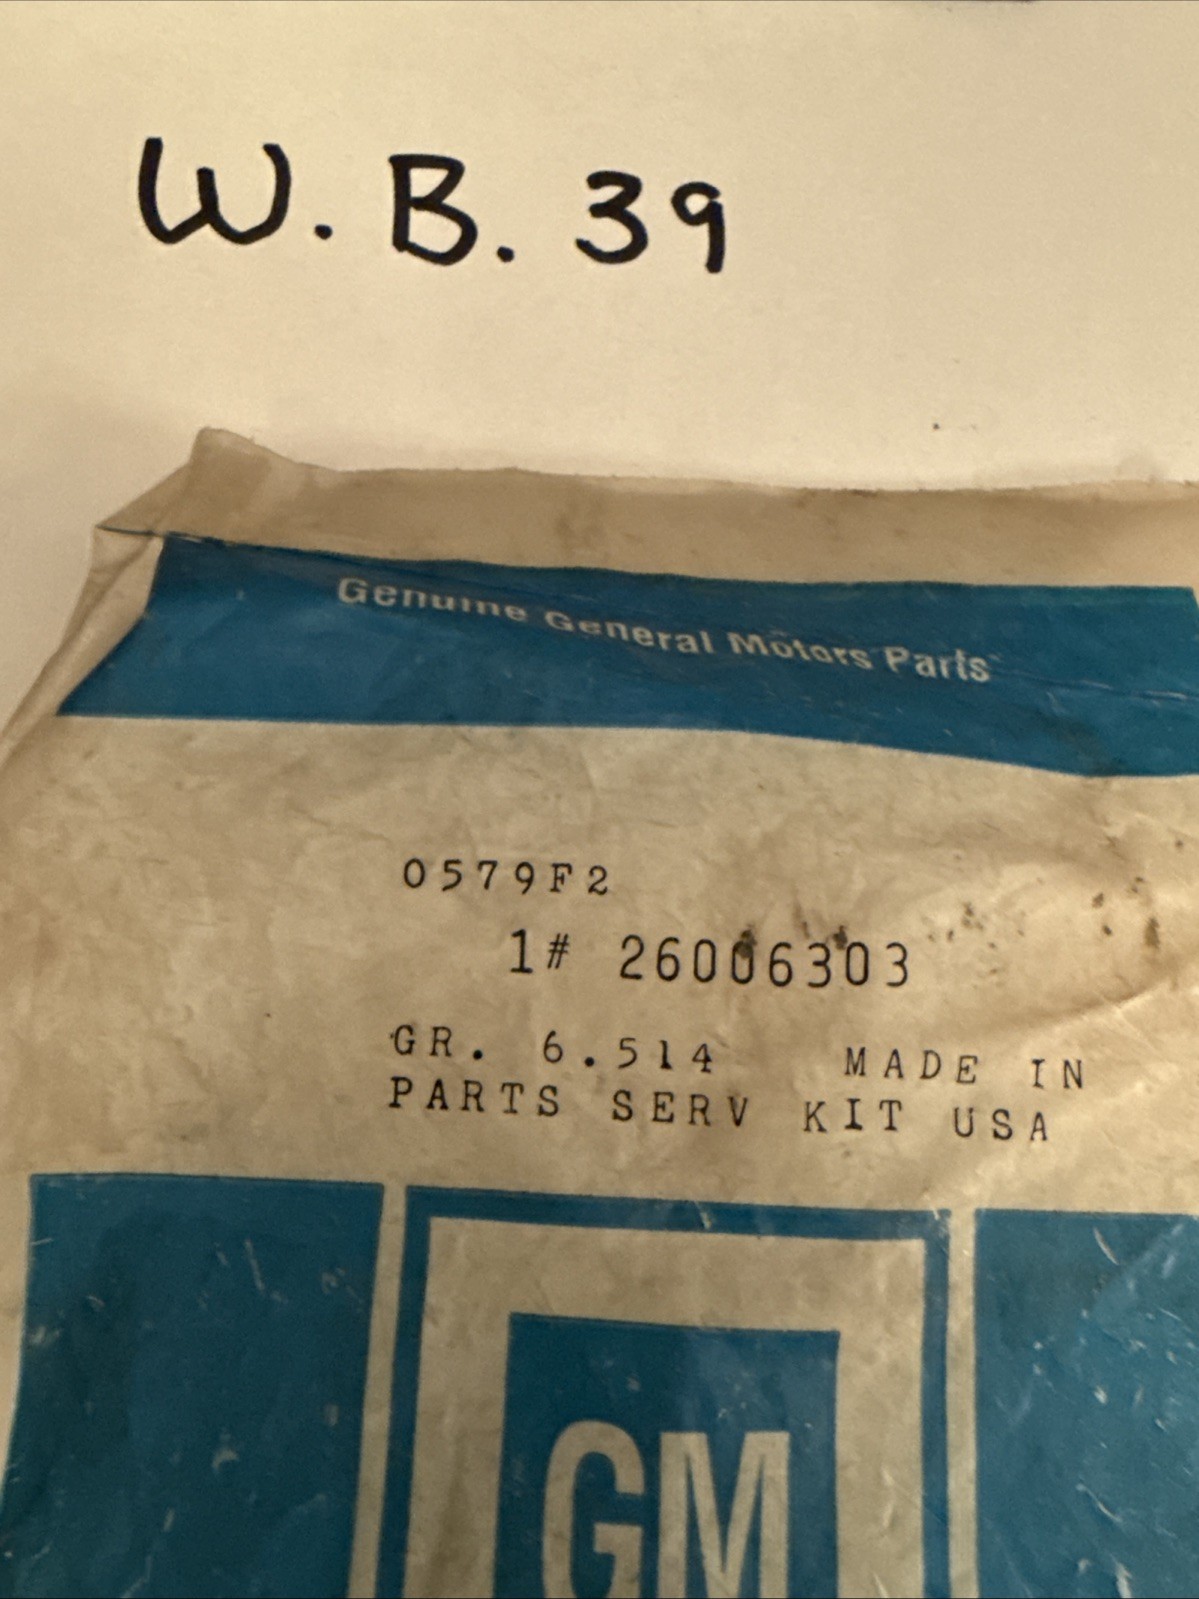 W. B. 39
Genuine General Motors Parts
0579F2
1# 26006303
GR. 6.514 MADE IN
PARTS SERV KIT USA
GM